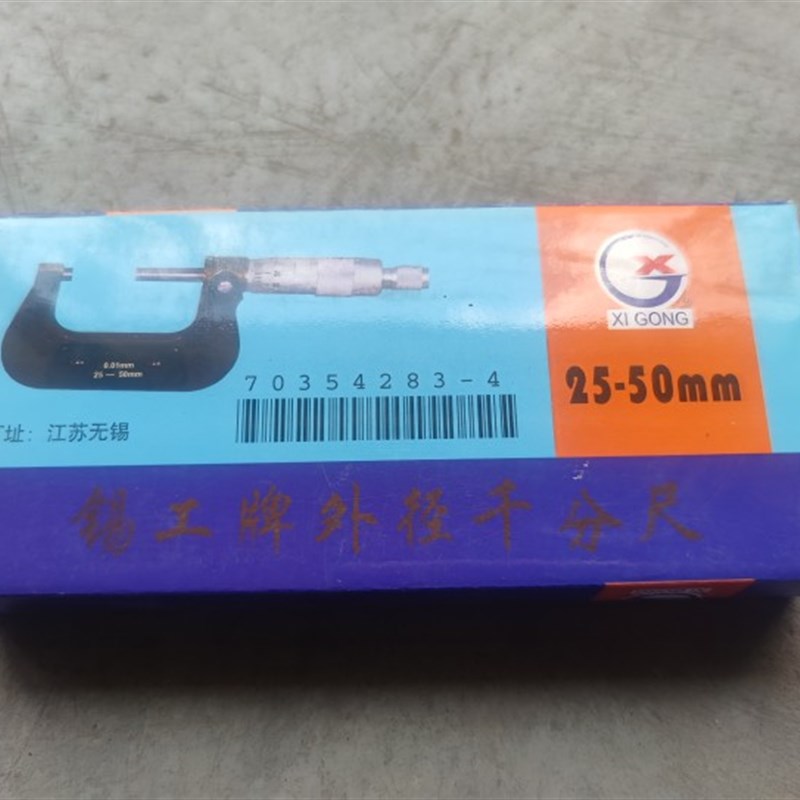 XI GONG
25-50mm
0.01mm
25 — 50mm
70354283-4
址：江苏无锡
锡工牌外径千分尺